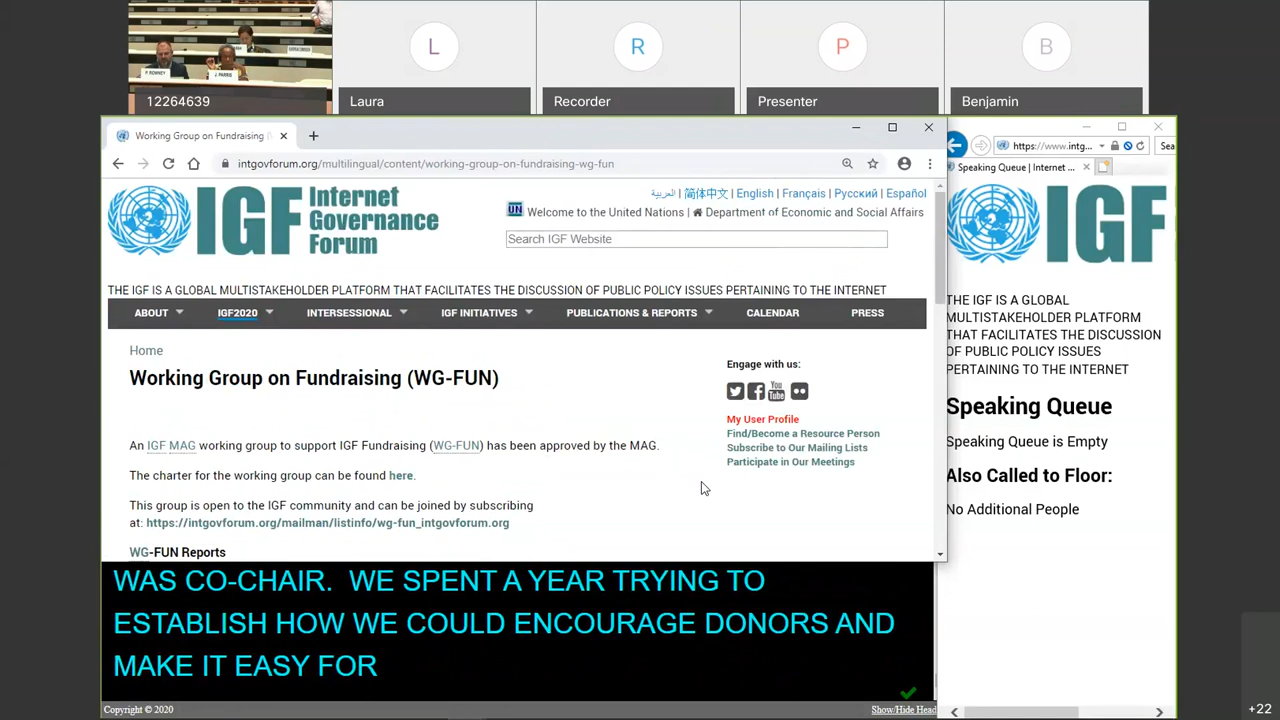 P. ROWNEY
J. PARRIS
12264639
Laura
Recorder
Presenter
Benjamin
L
R
P
B
Working Group on Fundraising (
intgovforum.org/multilingual/content/working-group-on-fundraising-wg-fun
IGF Internet
Governance
Forum
العربية | 简体中文 | English | Français | Русский | Español
UN Welcome to the United Nations | Department of Economic and Social Affairs
Search IGF Website
THE IGF IS A GLOBAL MULTISTAKEHOLDER PLATFORM THAT FACILITATES THE DISCUSSION OF PUBLIC POLICY ISSUES PERTAINING TO THE INTERNET
ABOUT IGF2020 INTERSESSIONAL IGF INITIATIVES PUBLICATIONS & REPORTS CALENDAR PRESS
Home
Working Group on Fundraising (WG-FUN)
An IGF MAG working group to support IGF Fundraising (WG-FUN) has been approved by the MAG.
The charter for the working group can be found here.
This group is open to the IGF community and can be joined by subscribing
at: https://intgovforum.org/mailman/listinfo/wg-fun_intgovforum.org
WG-FUN Reports
Engage with us:
You
Tube
My User Profile
Find/Become a Resource Person
Subscribe to Our Mailing Lists
Participate in Our Meetings
https://www.intg...
Sea
Speaking Queue | Internet ...
IGF
THE IGF IS A GLOBAL
MULTISTAKEHOLDER PLATFORM
THAT FACILITATES THE DISCUSSION
OF PUBLIC POLICY ISSUES
PERTAINING TO THE INTERNET
Speaking Queue
Speaking Queue is Empty
Also Called to Floor:
No Additional People
WAS CO-CHAIR. WE SPENT A YEAR TRYING TO
ESTABLISH HOW WE COULD ENCOURAGE DONORS AND
MAKE IT EASY FOR
Copyright © 2020
Show/Hide Head
+22